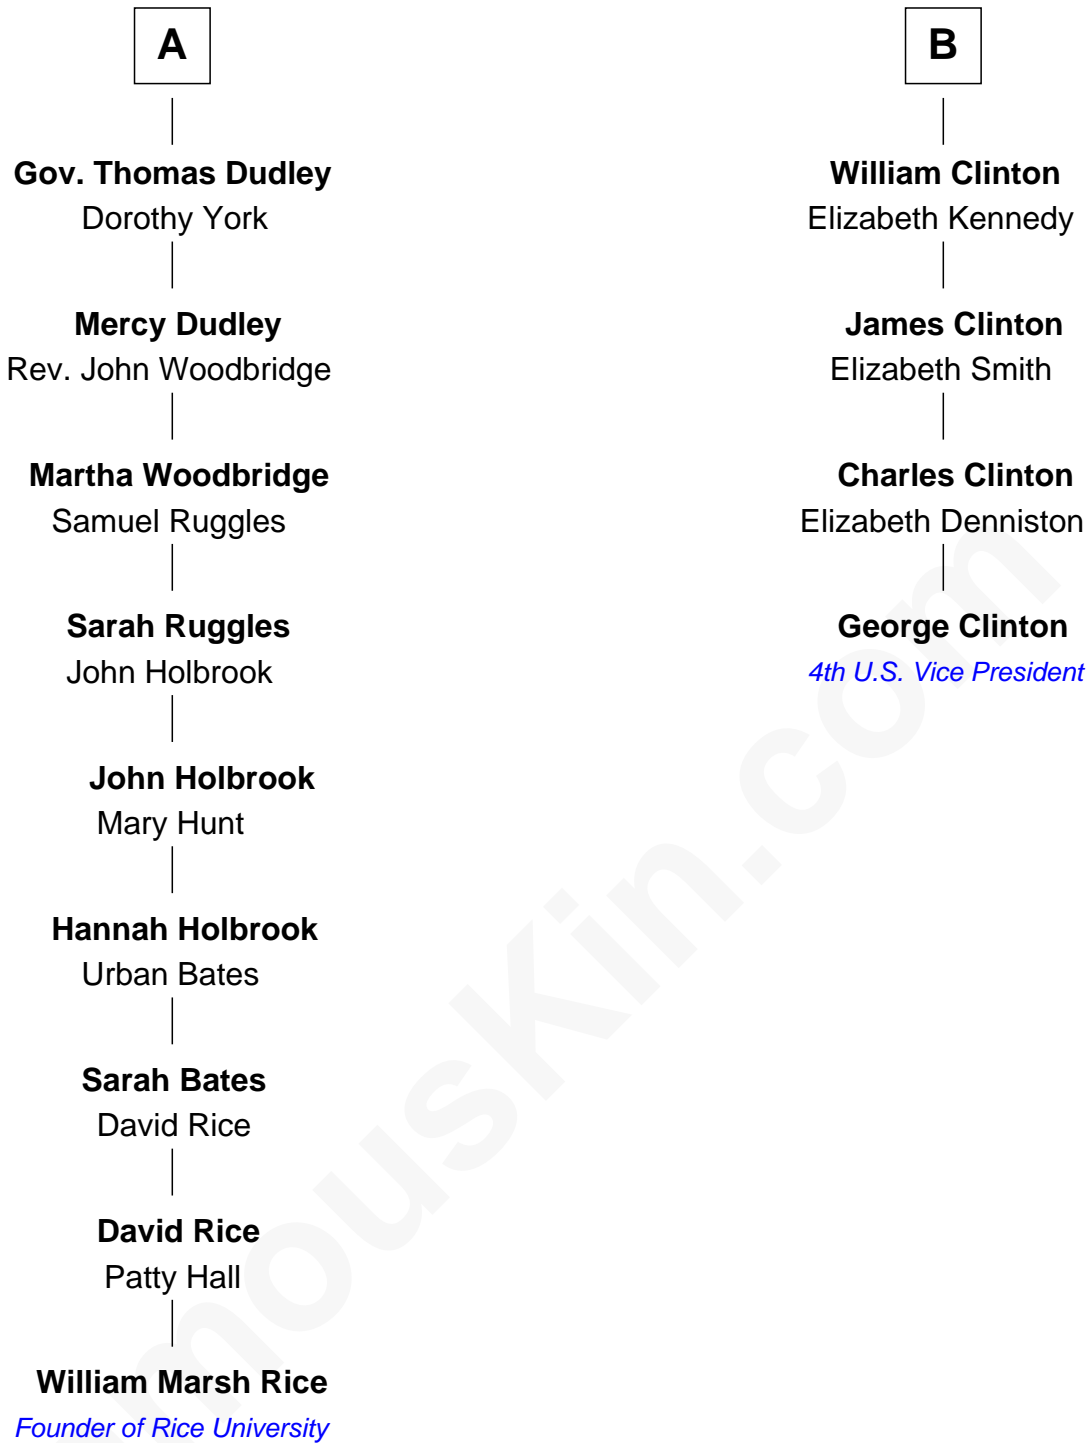 A
Gov. Thomas Dudley
Dorothy York
Mercy Dudley
Rev. John Woodbridge
Martha Woodbridge
Samuel Ruggles
Sarah Ruggles
John Holbrook
John Holbrook
Mary Hunt
Hannah Holbrook
Urban Bates
Sarah Bates
David Rice
David Rice
Patty Hall
William Marsh Rice
Founder of Rice University
B
William Clinton
Elizabeth Kennedy
James Clinton
Elizabeth Smith
Charles Clinton
Elizabeth Denniston
George Clinton
4th U.S. Vice President
mousKin.com